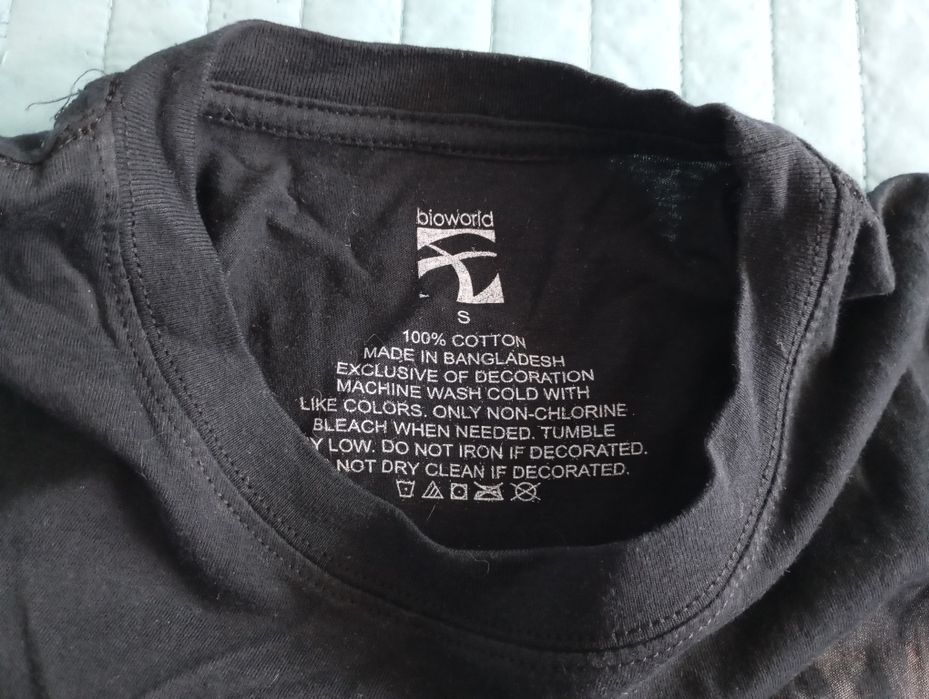 bioworld
S
100% COTTON
MADE IN BANGLADESH
EXCLUSIVE OF DECORATION
MACHINE WASH COLD WITH
LIKE COLORS. ONLY NON-CHLORINE
BLEACH WHEN NEEDED. TUMBLE
LOW. DO NOT IRON IF DECORATED.
NOT DRY CLEAN IF DECORATED.